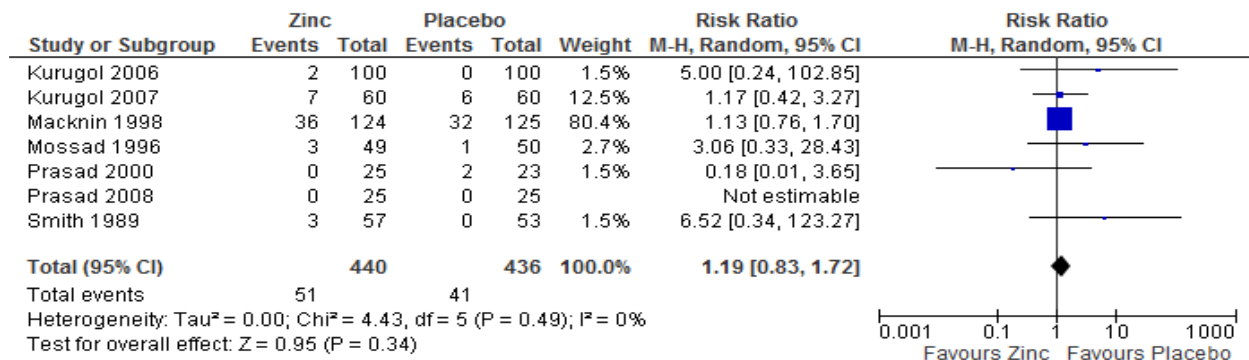 Zinc Placebo Risk Ratio Risk Ratio
Study or Subgroup Events Total Events Total Weight M-H, Random, 95% CI M-H, Random, 95% CI
Kurugol 2006 2 100 0 100 1.5% 5.00 [0.24, 102.85]
Kurugol 2007 7 60 6 60 12.5% 1.17 [0.42, 3.27]
Macknin 1998 36 124 32 125 80.4% 1.13 [0.76, 1.70]
Mossad 1996 3 49 1 50 2.7% 3.06 [0.33, 28.43]
Prasad 2000 0 25 2 23 1.5% 0.18 [0.01, 3.65]
Prasad 2008 0 25 0 25 Not estimable
Smith 1989 3 57 0 53 1.5% 6.52 [0.34, 123.27]
Total (95% CI) 440 436 100.0% 1.19 [0.83, 1.72]
Total events 51 41
Heterogeneity: Tau² = 0.00; Chi² = 4.43, df = 5 (P = 0.49); I² = 0%
Test for overall effect: Z = 0.95 (P = 0.34)
0.001 0.1 1 10 1000
Favours Zinc Favours Placebo